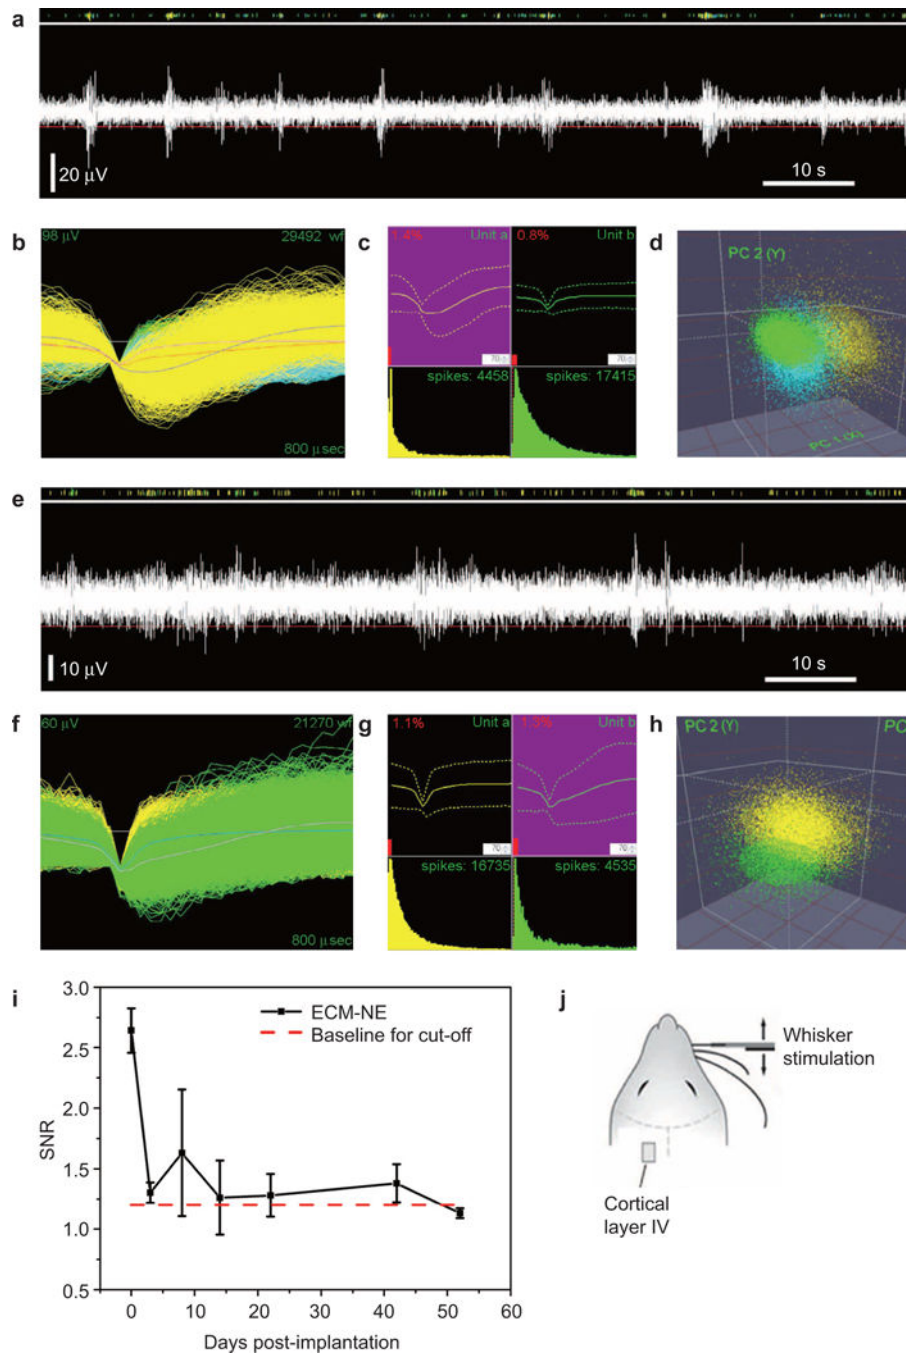 a
20 μV
10 s
b
98 μV
29492 wf
800 μsec
c
1.4%
Unit a
0.8%
Unit b
spikes: 4458
spikes: 17415
d
PC 2 (Y)
PC 1 (X)
e
10 μV
10 s
f
60 μV
21270 wf
800 μsec
g
1.1%
Unit a
1.3%
Unit b
spikes: 16735
spikes: 4535
h
PC 2 (Y)
PC
i
3.0
2.5
2.0
1.5
1.0
0.5
SNR
ECM-NE
Baseline for cut-off
0
10
20
30
40
50
60
Days post-implantation
j
Whisker
stimulation
Cortical
layer IV